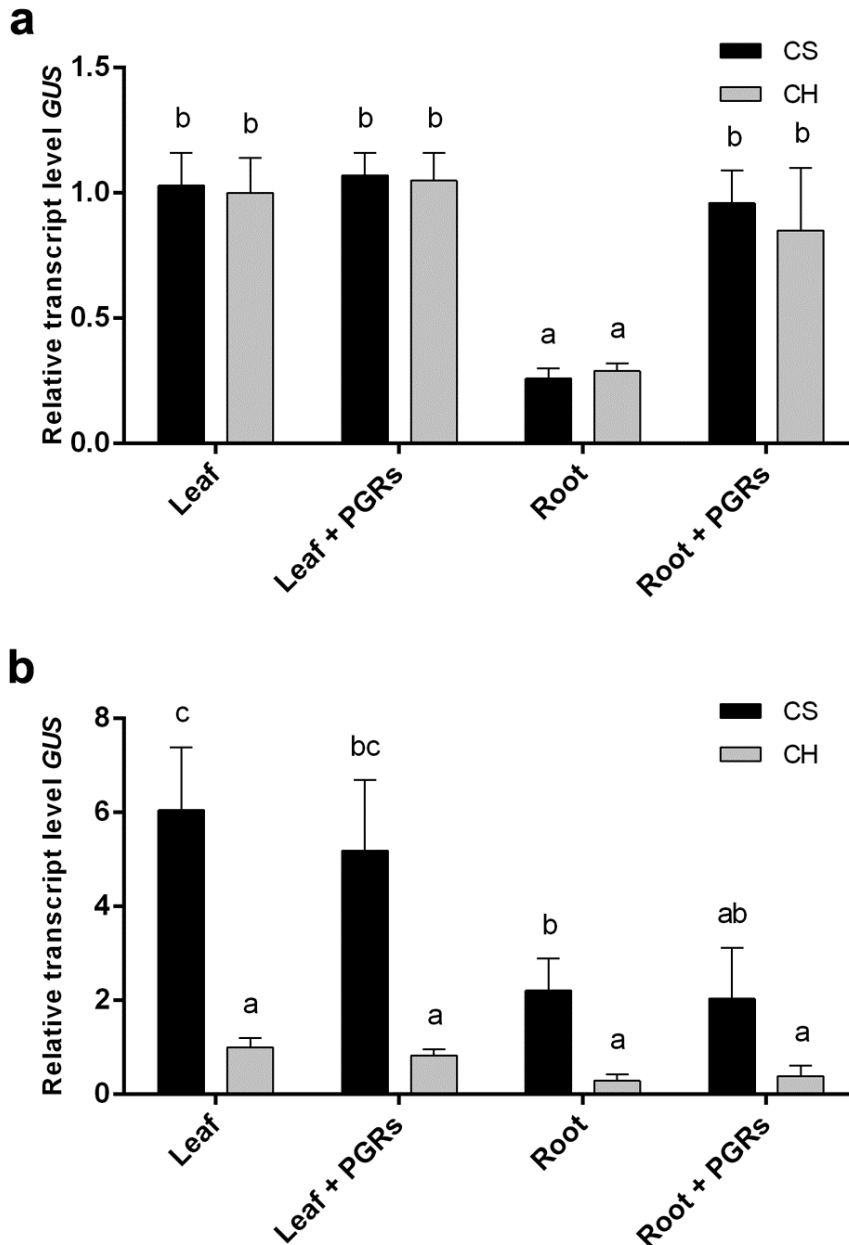 a
CS
CH
Relative transcript level GUS
1.5
1.0
0.5
0.0
b b b b a a b b
Leaf
Leaf + PGRs
Root
Root + PGRs
b
CS
CH
Relative transcript level GUS
8
6
4
2
0
c a bc a b a ab a
Leaf
Leaf + PGRs
Root
Root + PGRs